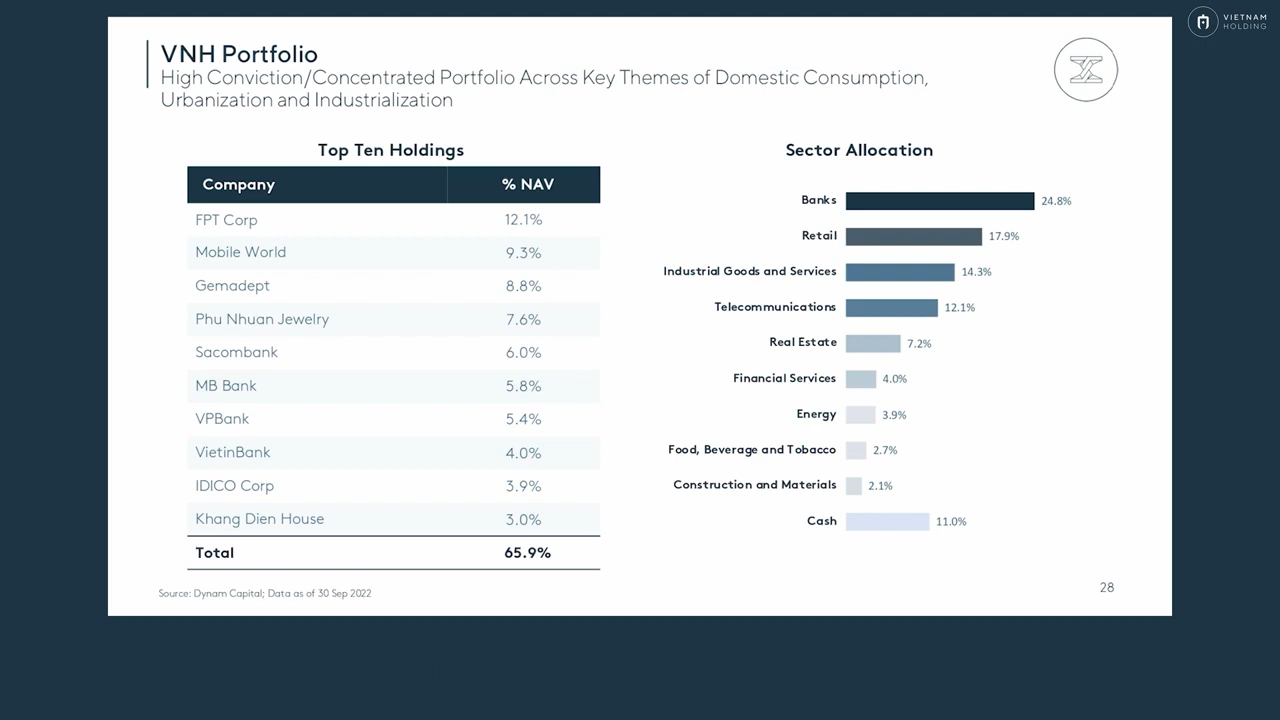 VIETNAM
HOLDING
VNH Portfolio
High Conviction/Concentrated Portfolio Across Key Themes of Domestic Consumption,
Urbanization and Industrialization
Top Ten Holdings
Company % NAV
FPT Corp 12.1%
Mobile World 9.3%
Gemadept 8.8%
Phu Nhuan Jewelry 7.6%
Sacombank 6.0%
MB Bank 5.8%
VPBank 5.4%
VietinBank 4.0%
IDICO Corp 3.9%
Khang Dien House 3.0%
Total 65.9%
Sector Allocation
Banks 24.8%
Retail 17.9%
Industrial Goods and Services 14.3%
Telecommunications 12.1%
Real Estate 7.2%
Financial Services 4.0%
Energy 3.9%
Food, Beverage and Tobacco 2.7%
Construction and Materials 2.1%
Cash 11.0%
Source: Dynam Capital; Data as of 30 Sep 2022
28